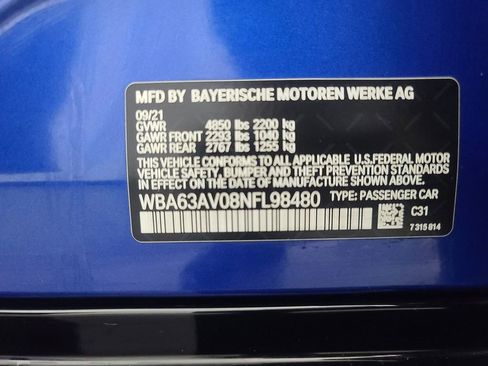 MFD BY BAYERISCHE MOTOREN WERKE AG
09/21
GVWR 4850 lbs 2200 kg
GAWR FRONT 2293 lbs 1040 kg
GAWR REAR 2767 lbs 1255 kg
THIS VEHICLE CONFORMS TO ALL APPLICABLE U.S. FEDERAL MOTOR
VEHICLE SAFETY, BUMPER AND THEFT PREVENTION STANDARDS
IN EFFECT ON THE DATE OF MANUFACTURE SHOWN ABOVE.
WBA63AV08NFL98480 TYPE: PASSENGER CAR
C31
7 315 814